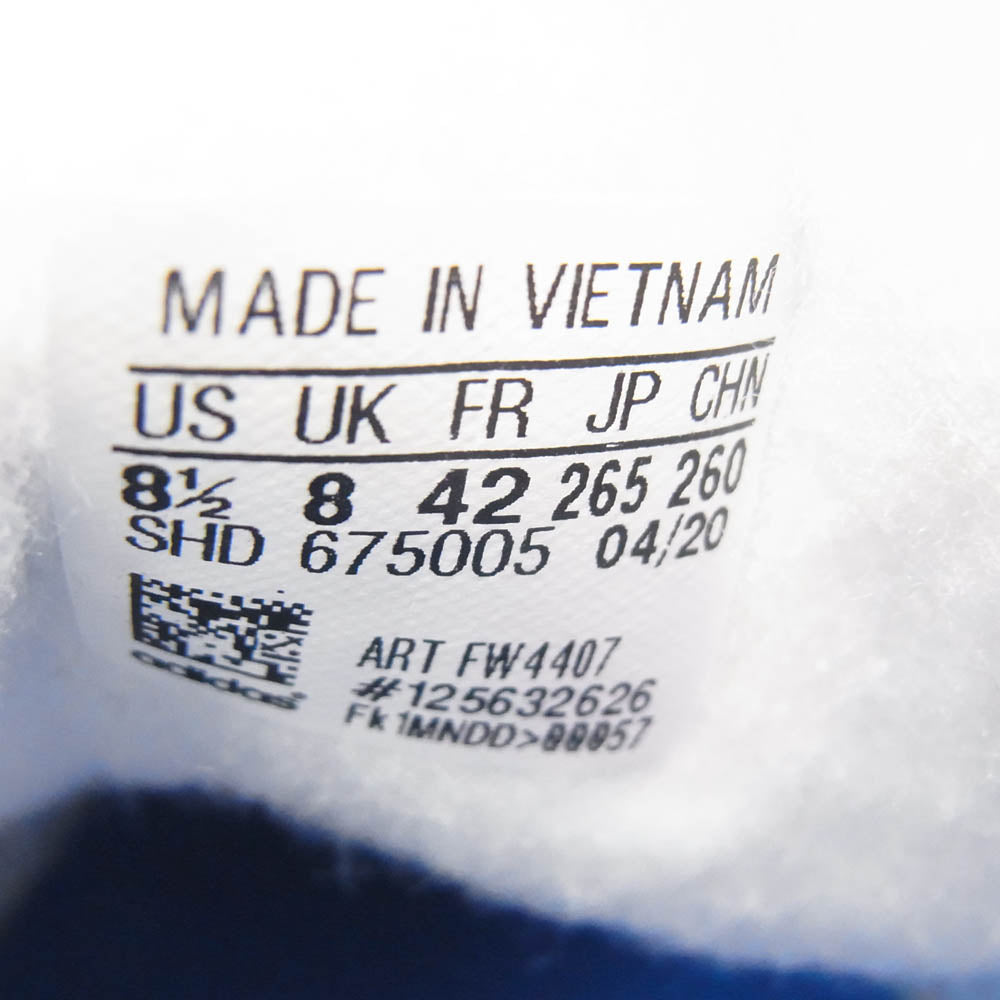 MADE IN VIETNAM
US UK FR JP CHN
8½ 8 42 265 260
SHD 675005 04/20
adidas
ART FW4407
#125632626
Fk1MNDD>00057